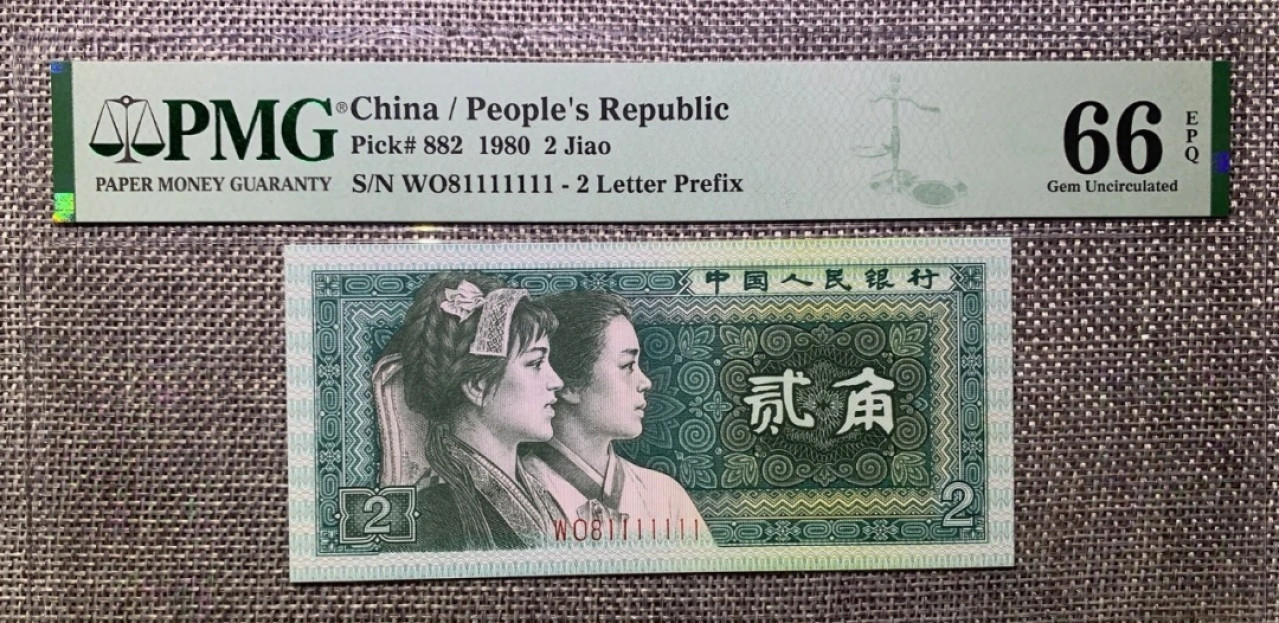 PMG® China / People's Republic
Pick# 882 1980 2 Jiao
PAPER MONEY GUARANTY
S/N WO81111111 - 2 Letter Prefix
66 EPQ
Gem Uncirculated
中国人民银行
贰角
2
2
WO81111111